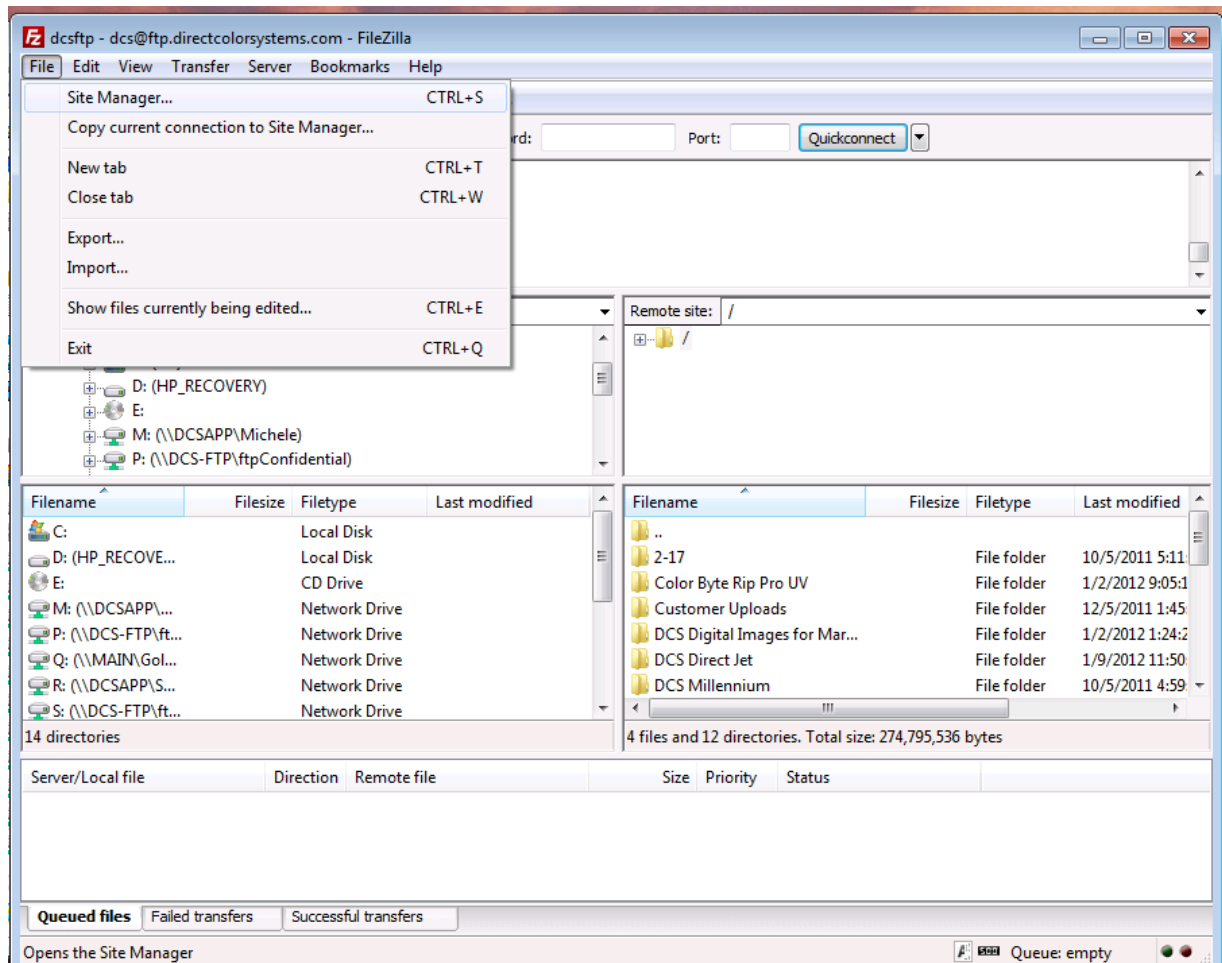 dcsftp - dcs@ftp.directcolorsystems.com - FileZilla
File Edit View Transfer Server Bookmarks Help
Site Manager... CTRL+S
Copy current connection to Site Manager...
rd: Port: Quickconnect
New tab CTRL+T
Close tab CTRL+W
Export...
Import...
Show files currently being edited... CTRL+E
Exit CTRL+Q
Remote site: /
/
D: (HP_RECOVERY)
E:
M: (\\DCSAPP\Michele)
P: (\\DCS-FTP\ftpConfidential)
Filename Filesize Filetype Last modified
C: Local Disk
D: (HP_RECOVE... Local Disk
E: CD Drive
M: (\\DCSAPP\... Network Drive
P: (\\DCS-FTP\ft... Network Drive
Q: (\\MAIN\Gol... Network Drive
R: (\\DCSAPP\S... Network Drive
S: (\\DCS-FTP\ft... Network Drive
14 directories
Filename Filesize Filetype Last modified
..
2-17 File folder 10/5/2011 5:11:
Color Byte Rip Pro UV File folder 1/2/2012 9:05:1
Customer Uploads File folder 12/5/2011 1:45:
DCS Digital Images for Mar... File folder 1/2/2012 1:24:2
DCS Direct Jet File folder 1/9/2012 11:50:
DCS Millennium File folder 10/5/2011 4:59:
4 files and 12 directories. Total size: 274,795,536 bytes
Server/Local file Direction Remote file Size Priority Status
Queued files Failed transfers Successful transfers
Opens the Site Manager Queue: empty